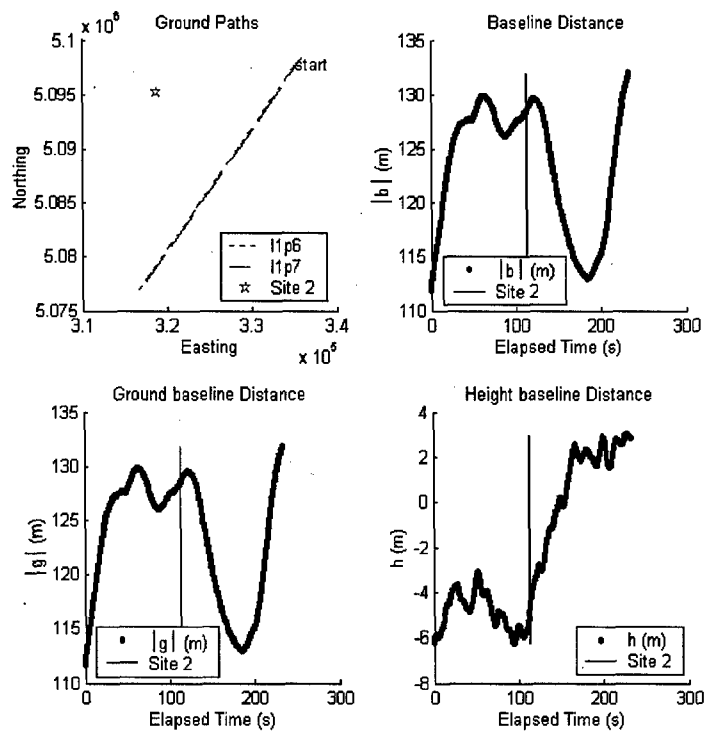 x 10⁶
Ground Paths
5.1
5.095
5.09
5.085
5.08
5.075
Northing
start
l1p6
l1p7
Site 2
3.1
3.2
3.3
3.4
Easting
x 10⁵
Baseline Distance
135
130
125
120
115
110
|b| (m)
|b| (m)
Site 2
0
100
200
300
Elapsed Time (s)
Ground baseline Distance
135
130
125
120
115
110
|g| (m)
|g| (m)
Site 2
0
100
200
300
Elapsed Time (s)
Height baseline Distance
4
2
0
-2
-4
-6
-8
h (m)
h (m)
Site 2
0
100
200
300
Elapsed Time (s)